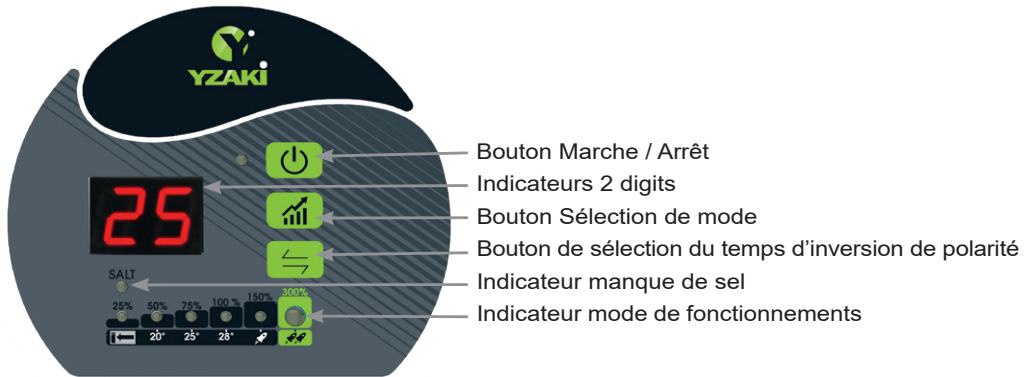 YZAKI
Bouton Marche / Arrêt
Indicateurs 2 digits
25
Bouton Sélection de mode
Bouton de sélection du temps d’inversion de polarité
SALT
Indicateur manque de sel
25% 50% 75% 100 % 150% 300%
Indicateur mode de fonctionnements
20° 25° 28°